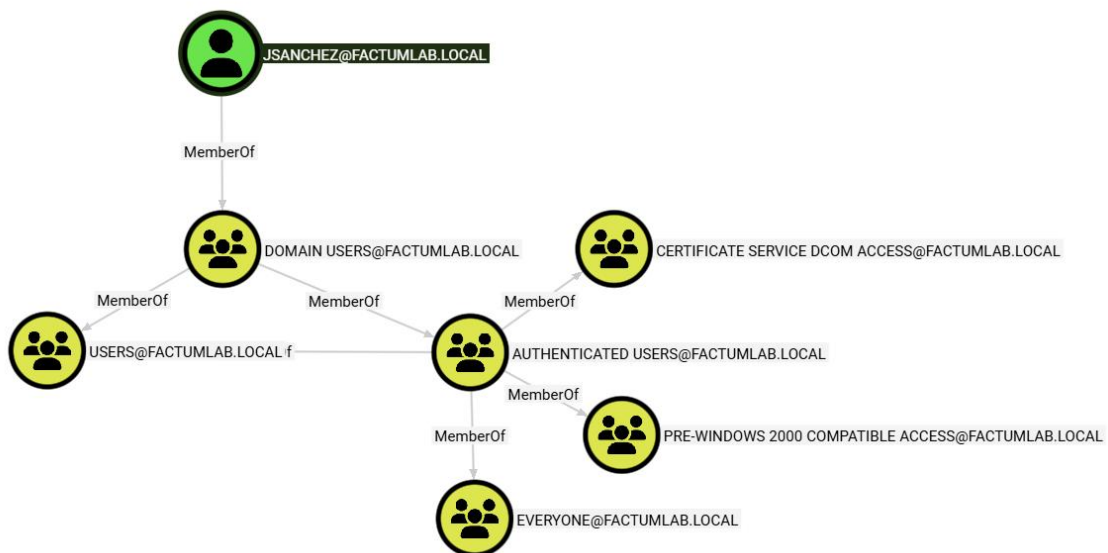 JSANCHEZ@FACTUMLAB.LOCAL
MemberOf
DOMAIN USERS@FACTUMLAB.LOCAL
CERTIFICATE SERVICE DCOM ACCESS@FACTUMLAB.LOCAL
MemberOf
MemberOf
MemberOf
USERS@FACTUMLAB.LOCAL
AUTHENTICATED USERS@FACTUMLAB.LOCAL
MemberOf
MemberOf
PRE-WINDOWS 2000 COMPATIBLE ACCESS@FACTUMLAB.LOCAL
EVERYONE@FACTUMLAB.LOCAL